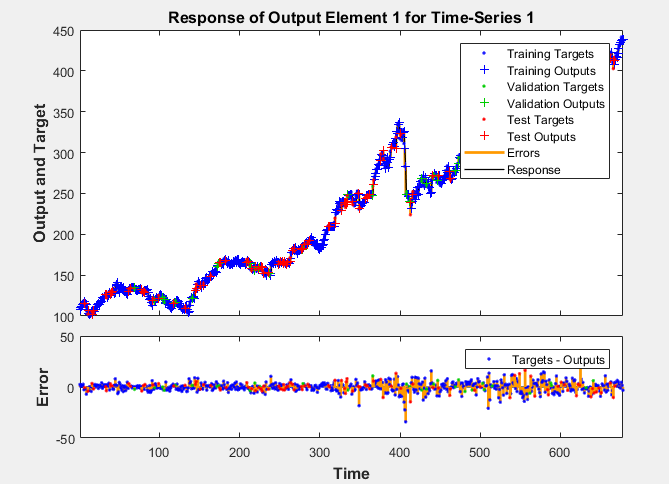 Response of Output Element 1 for Time-Series 1
450
400
350
300
250
200
150
100
Output and Target
Training Targets
Training Outputs
Validation Targets
Validation Outputs
Test Targets
Test Outputs
Errors
Response
50
0
-50
Error
Targets - Outputs
100 200 300 400 500 600
Time